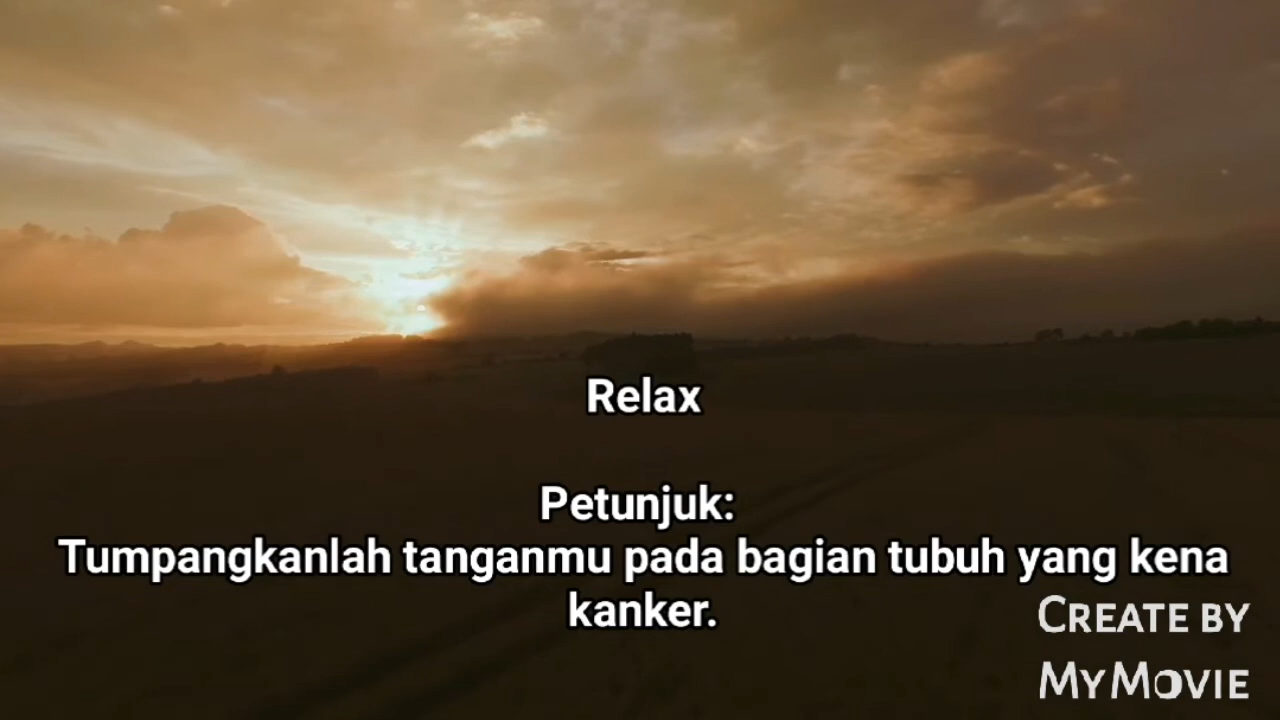 Relax
Petunjuk:
Tumpangkanlah tanganmu pada bagian tubuh yang kena
kanker.
CREATE BY
MYMOVIE